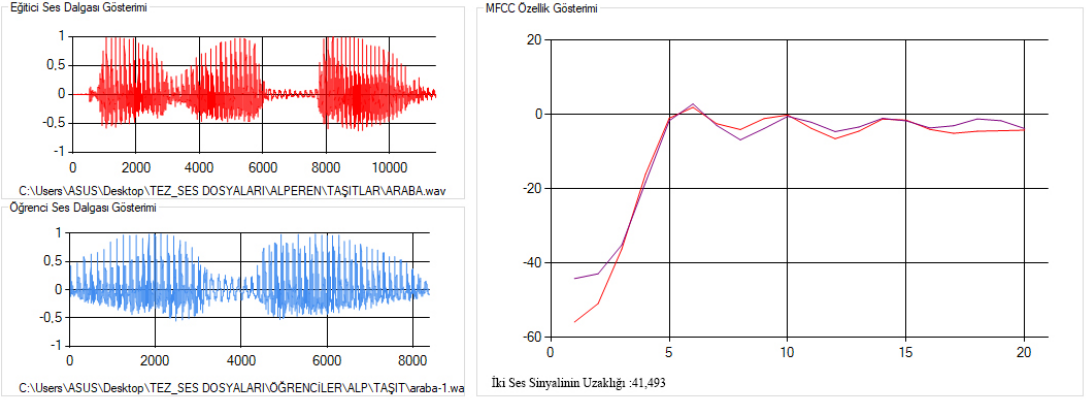 Eğitici Ses Dalgası Gösterimi
1
0,5
0
-0,5
-1
0 2000 4000 6000 8000 10000
C:\Users\ASUS\Desktop\TEZ_SES DOSYALARI\ALPEREN\TAŞITLAR\ARABA.wav
Öğrenci Ses Dalgası Gösterimi
1
0,5
0
-0,5
-1
0 2000 4000 6000 8000
C:\Users\ASUS\Desktop\TEZ_SES DOSYALARI\ÖĞRENCİLER\ALP\TAŞIT\araba-1.wa
MFCC Özellik Gösterimi
20
0
-20
-40
-60
0 5 10 15 20
İki Ses Sinyalinin Uzaklığı :41,493